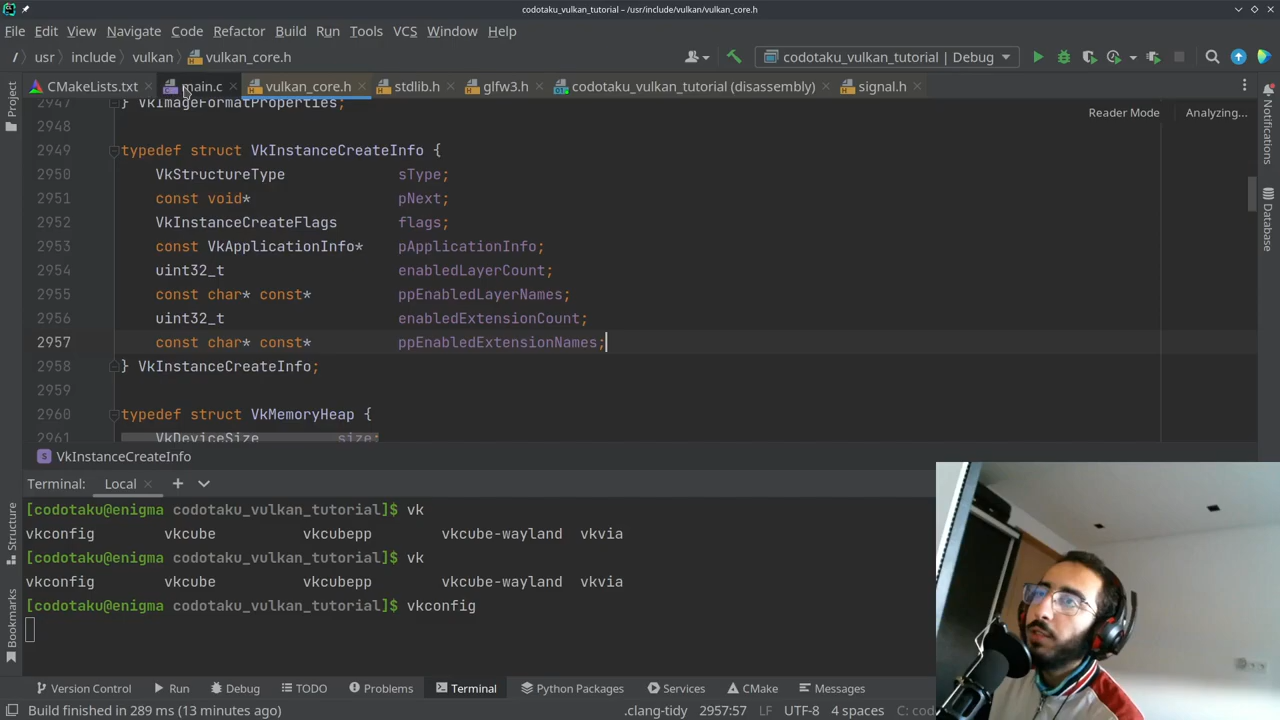 codotaku_vulkan_tutorial – /usr/include/vulkan/vulkan_core.h
File Edit View Navigate Code Refactor Build Run Tools VCS Window Help
/ usr include vulkan vulkan_core.h codotaku_vulkan_tutorial | Debug
CMakeLists.txt main.c vulkan_core.h stdlib.h glfw3.h codotaku_vulkan_tutorial (disassembly) signal.h
2947 } VkImageFormatProperties;
Reader Mode Analyzing...
2948
2949 typedef struct VkInstanceCreateInfo {
2950 VkStructureType sType;
2951 const void* pNext;
2952 VkInstanceCreateFlags flags;
2953 const VkApplicationInfo* pApplicationInfo;
2954 uint32_t enabledLayerCount;
2955 const char* const* ppEnabledLayerNames;
2956 uint32_t enabledExtensionCount;
2957 const char* const* ppEnabledExtensionNames;
2958 } VkInstanceCreateInfo;
2959
2960 typedef struct VkMemoryHeap {
2961 VkDeviceSize size;
S VkInstanceCreateInfo
Terminal: Local
[codotaku@enigma codotaku_vulkan_tutorial]$ vk
vkconfig vkcube vkcubepp vkcube-wayland vkvia
[codotaku@enigma codotaku_vulkan_tutorial]$ vk
vkconfig vkcube vkcubepp vkcube-wayland vkvia
[codotaku@enigma codotaku_vulkan_tutorial]$ vkconfig
Version Control Run Debug TODO Problems Terminal Python Packages Services CMake Messages
Build finished in 289 ms (13 minutes ago) .clang-tidy 2957:57 LF UTF-8 4 spaces C: cod
Project
Structure
Bookmarks
Notifications
Database